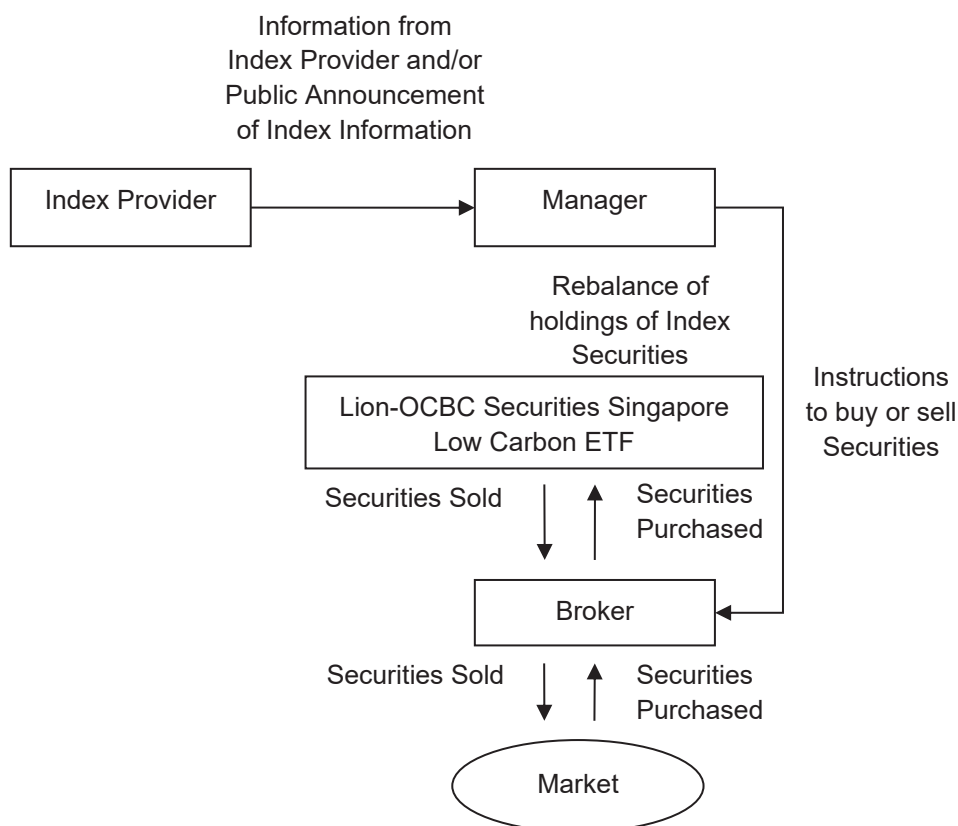 Information from
Index Provider and/or
Public Announcement
of Index Information
Index Provider
Manager
Rebalance of
holdings of Index
Securities
Instructions
to buy or sell
Securities
Lion-OCBC Securities Singapore
Low Carbon ETF
Securities Sold
Securities
Purchased
Broker
Securities Sold
Securities
Purchased
Market